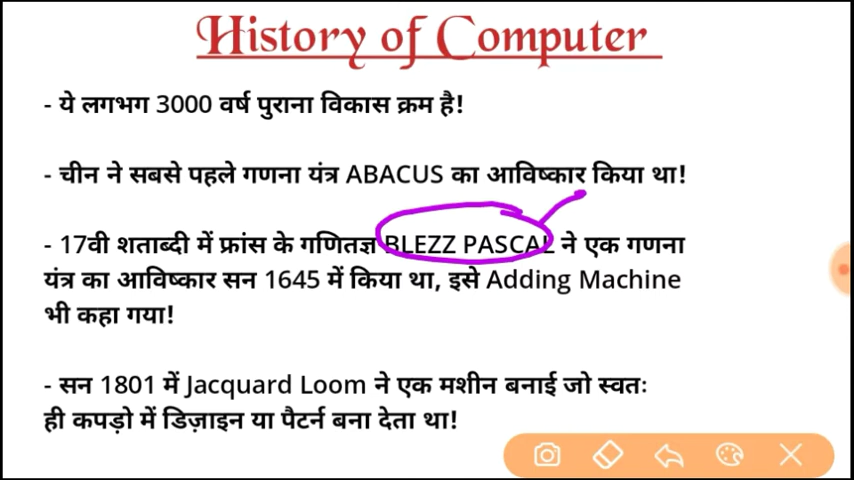 History of Computer
- ये लगभग 3000 वर्ष पुराना विकास क्रम है!
- चीन ने सबसे पहले गणना यंत्र ABACUS का आविष्कार किया था!
- 17वी शताब्दी में फ्रांस के गणितज्ञ BLEZZ PASCAL ने एक गणना
यंत्र का आविष्कार सन 1645 में किया था, इसे Adding Machine
भी कहा गया!
- सन 1801 में Jacquard Loom ने एक मशीन बनाई जो स्वतः
ही कपड़ो में डिज़ाइन या पैटर्न बना देता था!